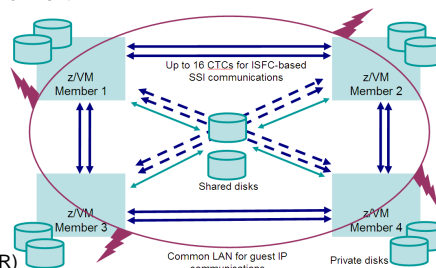 Up to 16 CTCs for ISFC-based
SSI communications
z/VM
Member 1
z/VM
Member 2
Shared disks
z/VM
Member 3
z/VM
Member 4
R)
Common LAN for guest IP
communications
Private disks